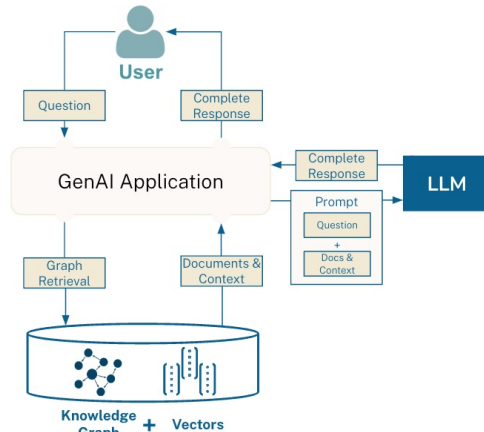 User
Question
Complete
Response
GenAI Application
Complete
Response
LLM
Prompt
Question
+
Docs &
Context
Graph
Retrieval
Documents &
Context
Knowledge
Graph
+ Vectors